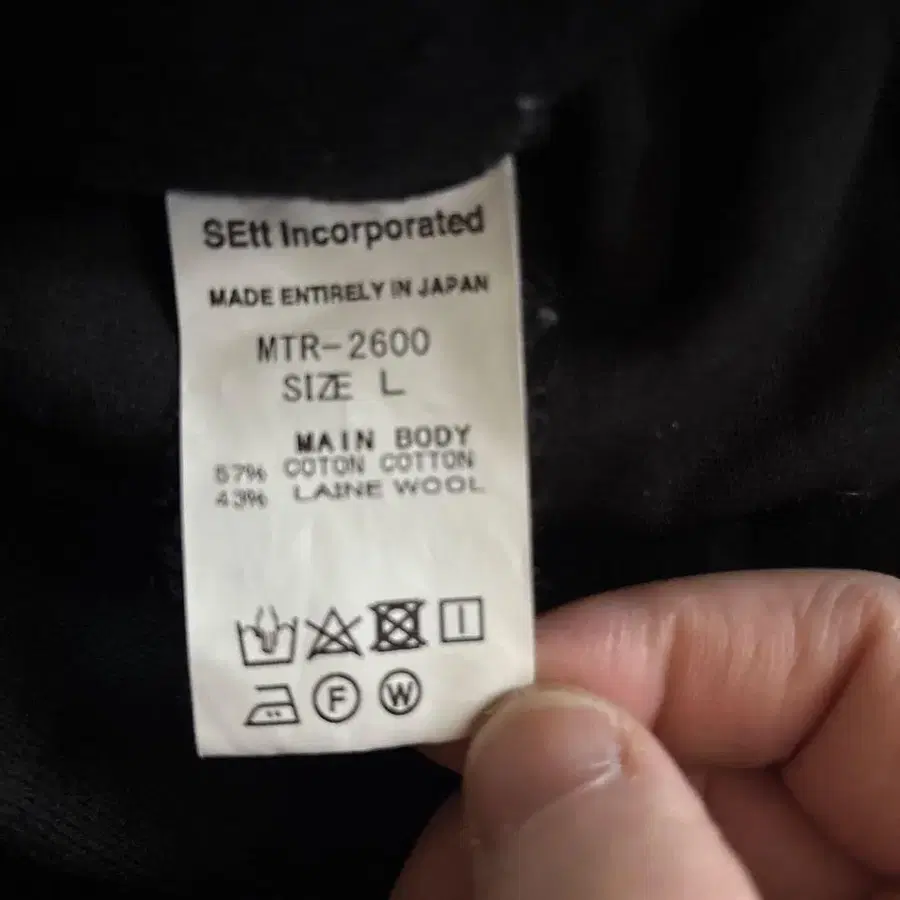 SEtt Incorporated
MADE ENTIRELY IN JAPAN
MTR-2600
SIZE L
MAIN BODY
57% COTON COTTON
43% LAINE WOOL
F W